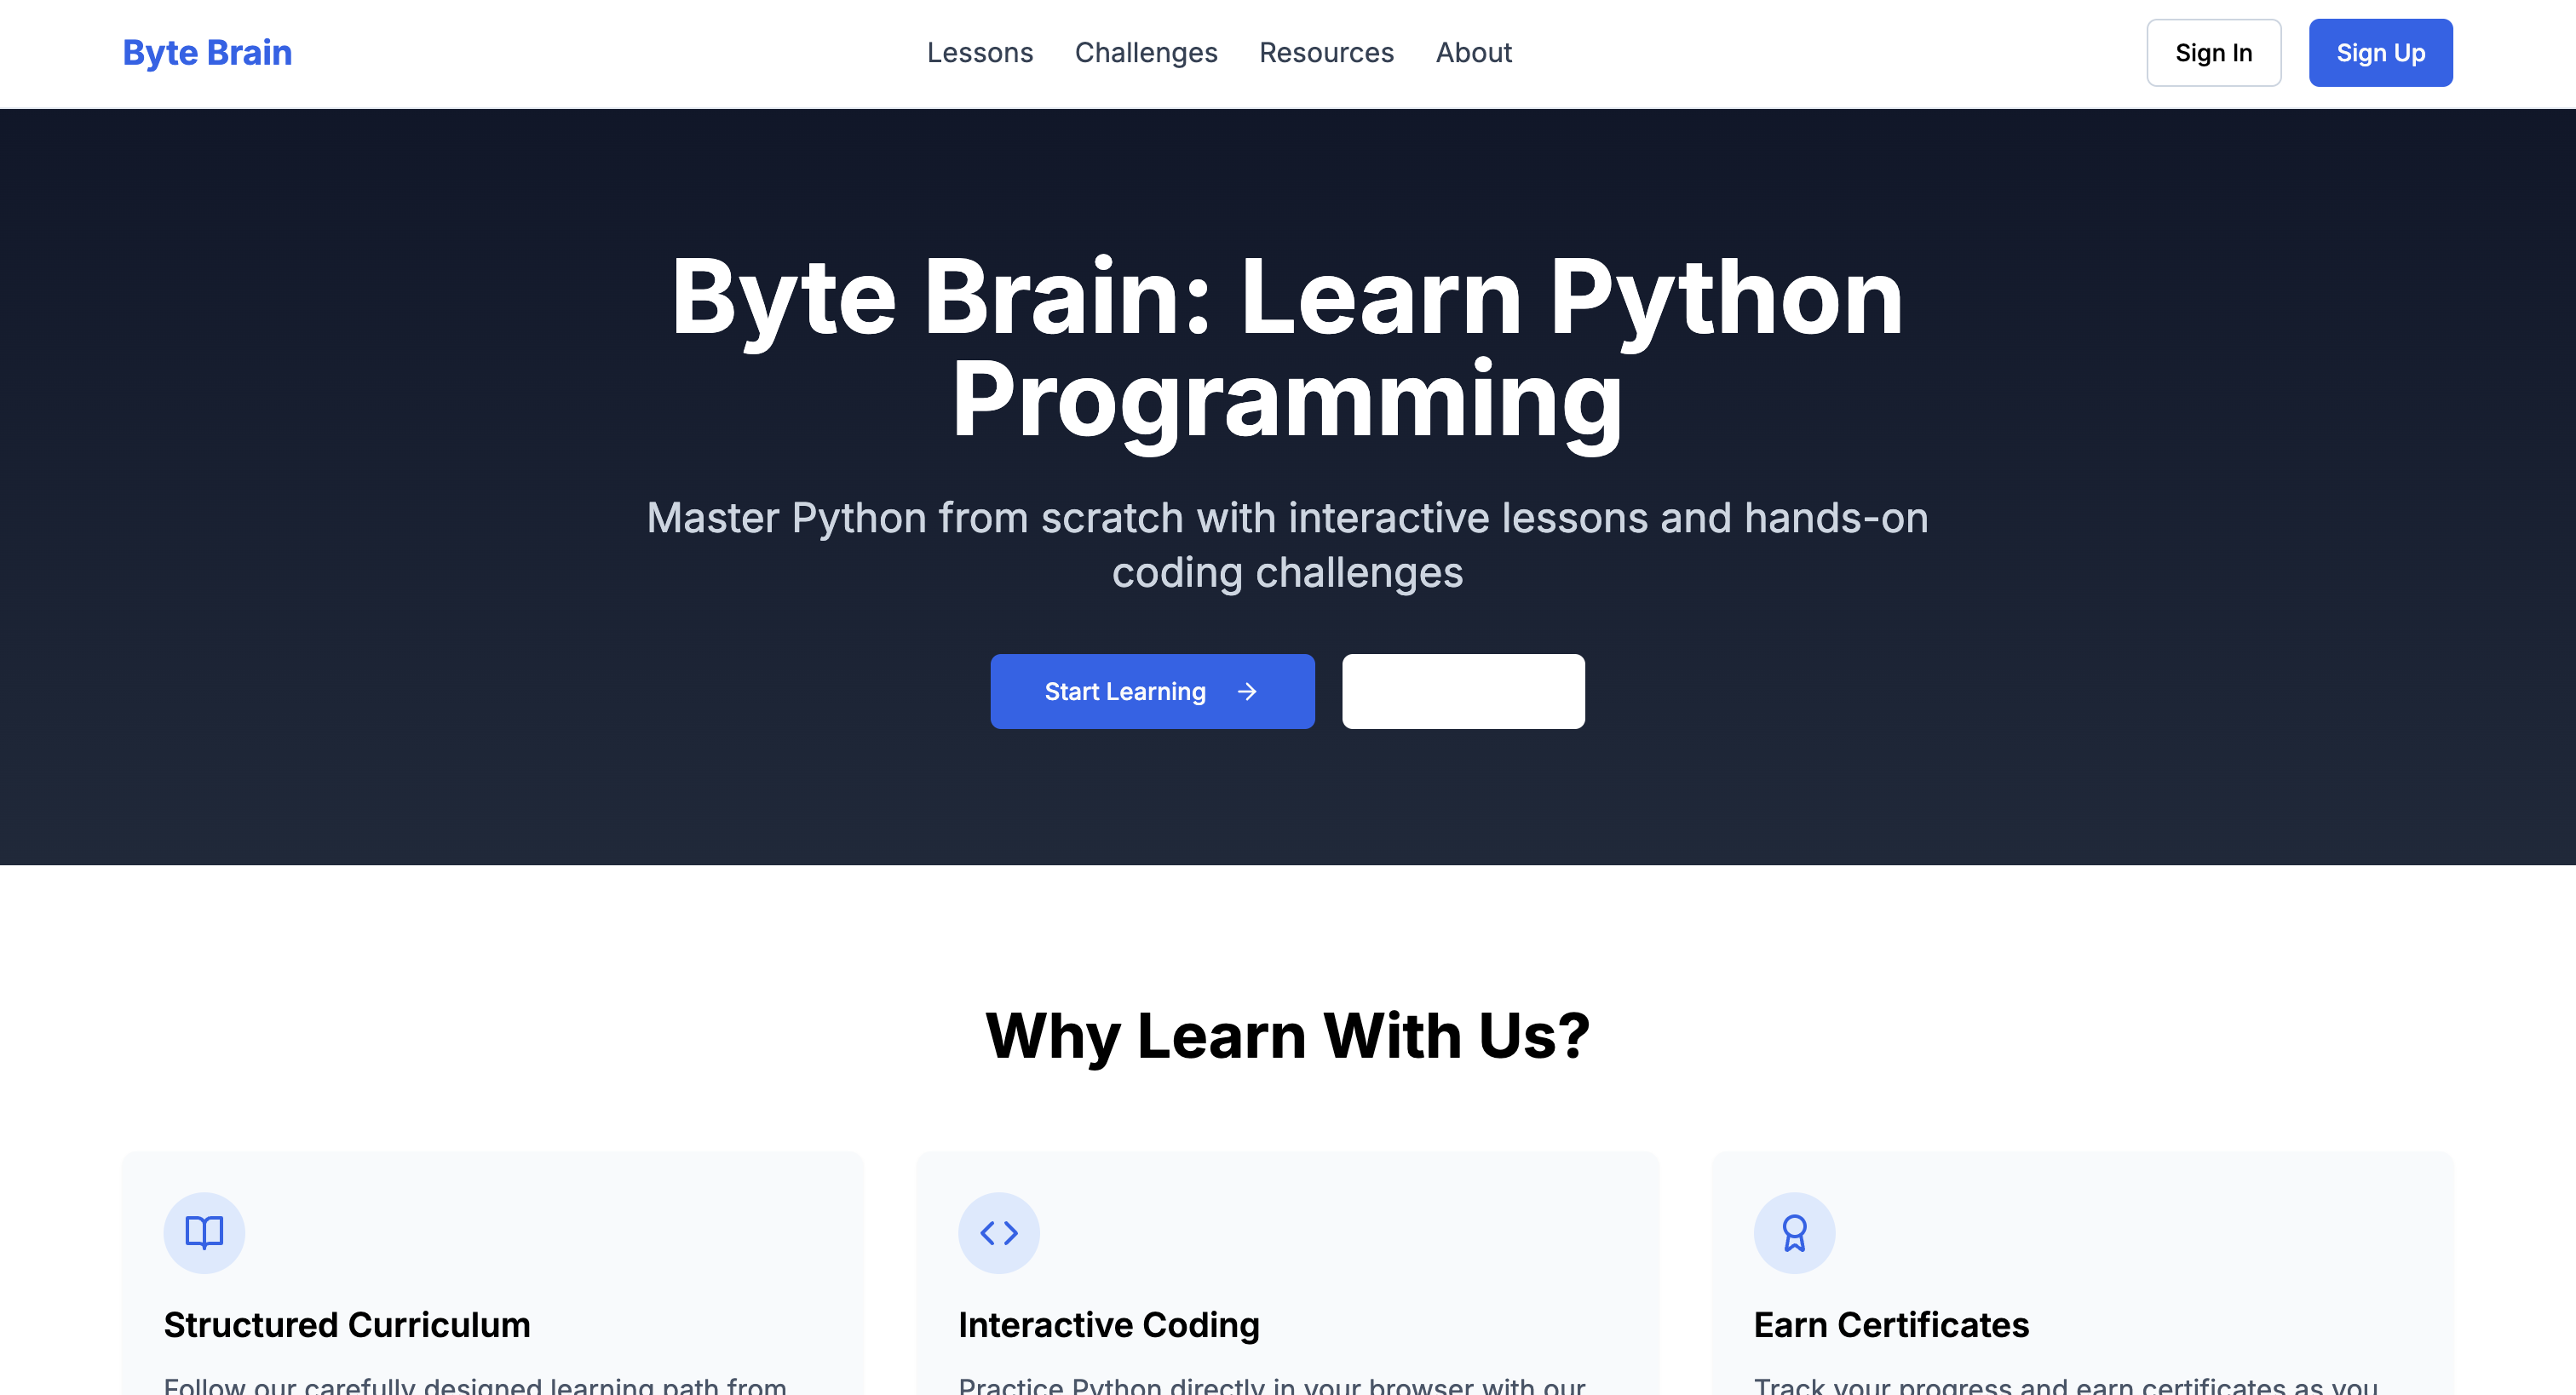 Byte Brain
Lessons
Challenges
Resources
About
Sign In
Sign Up
Byte Brain: Learn Python
Programming
Master Python from scratch with interactive lessons and hands-on
coding challenges
Start Learning
Why Learn With Us?
Structured Curriculum
Follow our carefully designed learning path from
Interactive Coding
Practice Python directly in your browser with our
Earn Certificates
Track your progress and earn certificates as you